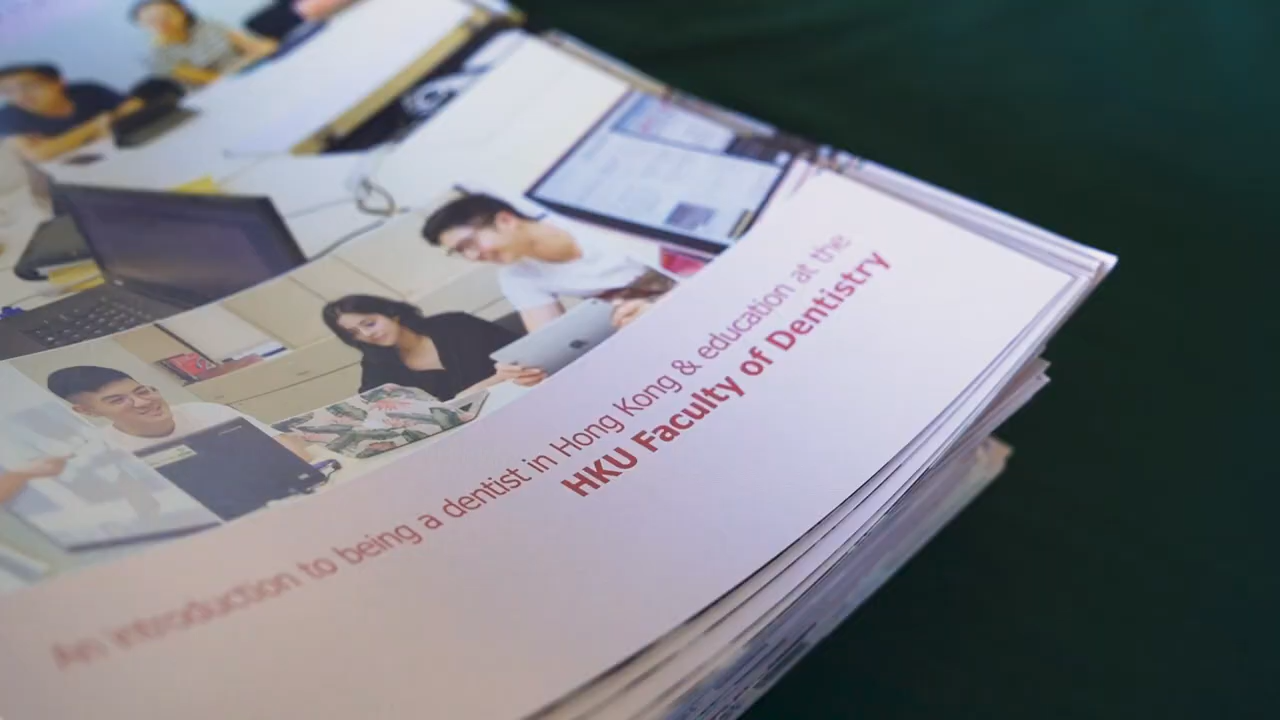 An introduction to being a dentist in Hong Kong & education at the
HKU Faculty of Dentistry